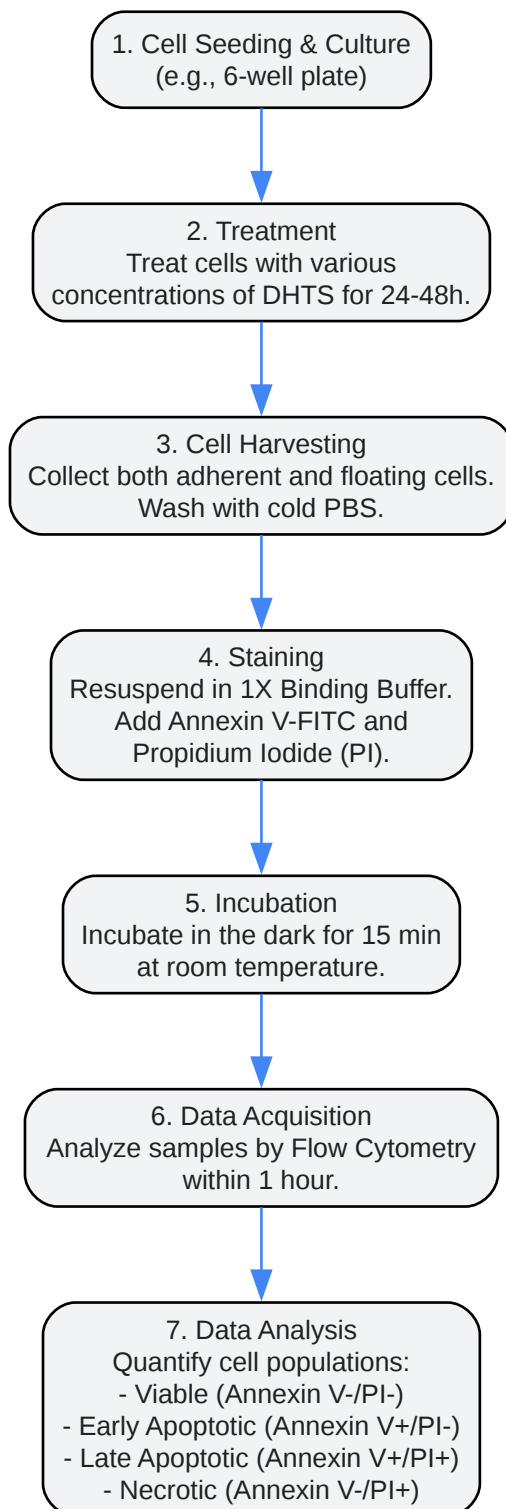 1. Cell Seeding & Culture
(e.g., 6-well plate)
2. Treatment
Treat cells with various
concentrations of DHTS for 24-48h.
3. Cell Harvesting
Collect both adherent and floating cells.
Wash with cold PBS.
4. Staining
Resuspend in 1X Binding Buffer.
Add Annexin V-FITC and
Propidium Iodide (PI).
5. Incubation
Incubate in the dark for 15 min
at room temperature.
6. Data Acquisition
Analyze samples by Flow Cytometry
within 1 hour.
7. Data Analysis
Quantify cell populations:
- Viable (Annexin V-/PI-)
- Early Apoptotic (Annexin V+/PI-)
- Late Apoptotic (Annexin V+/PI+)
- Necrotic (Annexin V-/PI+)